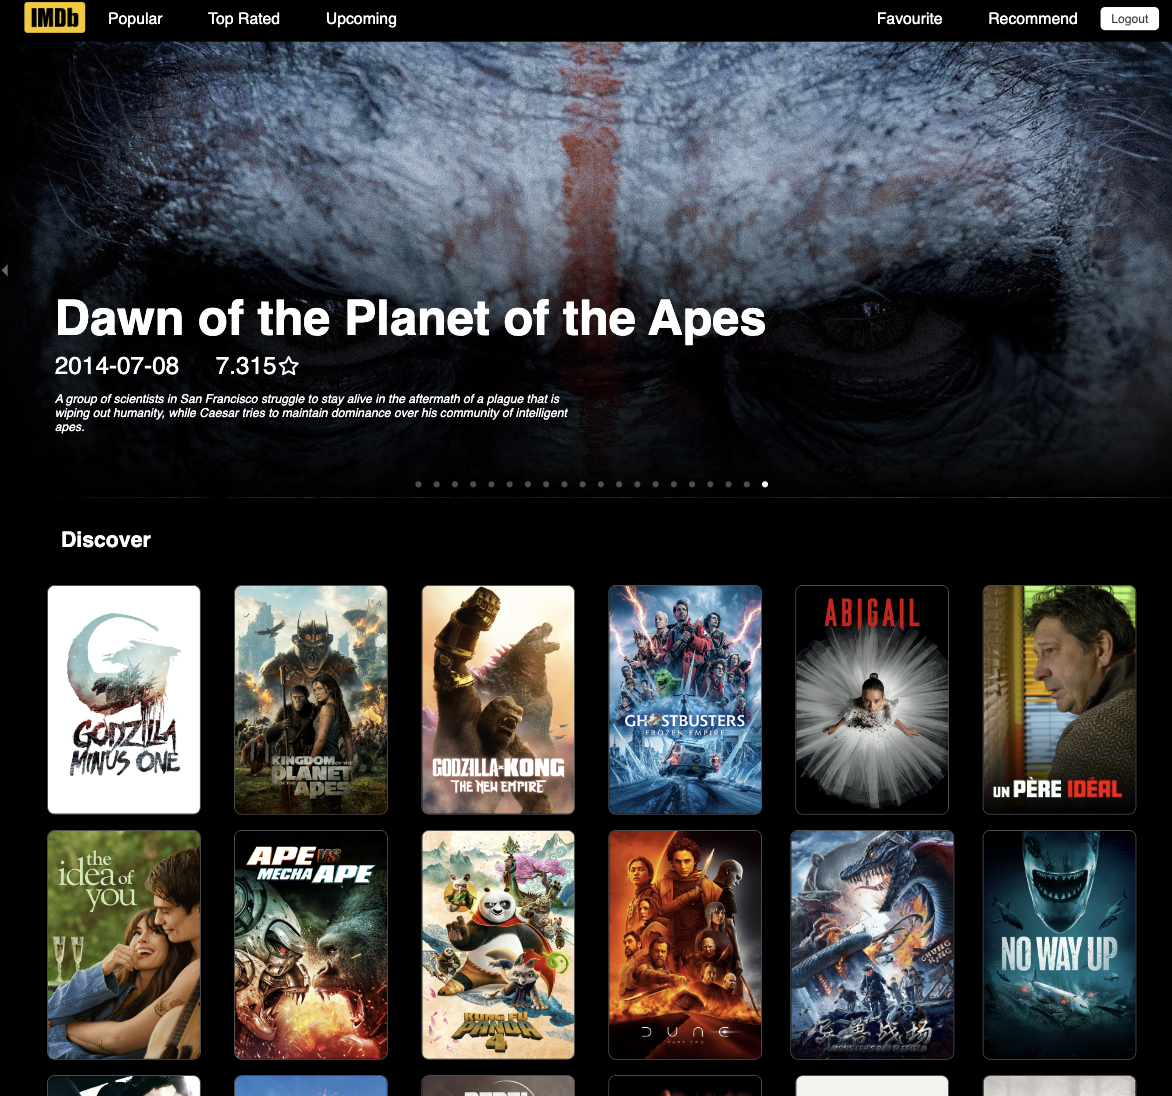 IMDb
Popular
Top Rated
Upcoming
Favourite
Recommend
Logout
Dawn of the Planet of the Apes
2014-07-08
7.315
A group of scientists in San Francisco struggle to stay alive in the aftermath of a plague that is
wiping out humanity, while Caesar tries to maintain dominance over his community of intelligent
apes.
Discover
GODZILLA
MINUS ONE
KINGDOM OF THE
PLANET
OF THE
APES
GODZILLA × KONG
THE NEW EMPIRE
GHOSTBUSTERS
FROZEN EMPIRE
ABIGAIL
UN PÈRE IDÉAL
the
idea of
you
APE VS
MECHA APE
KUNG FU
PANDA
4
DUNE
PART TWO
异兽战场
NO WAY UP